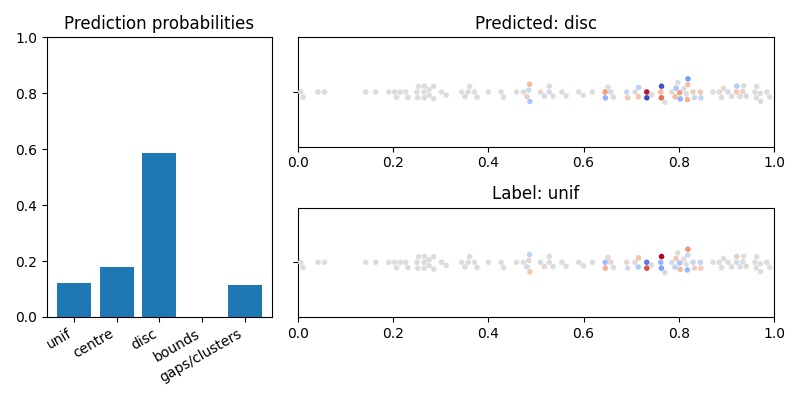 Prediction probabilities
1.0
0.8
0.6
0.4
0.2
0.0
unif
centre
disc
bounds
gaps/clusters
Predicted: disc
0.0 0.2 0.4 0.6 0.8 1.0
Label: unif
0.0 0.2 0.4 0.6 0.8 1.0